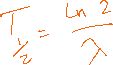 T½ = ln 2 / λ